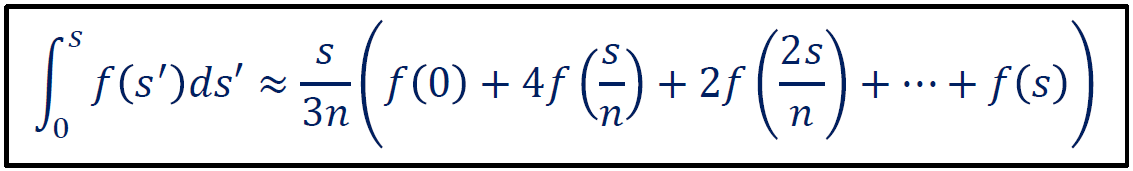 ∫₀ˢ f(s′)ds′ ≈ s/3n (f(0) + 4f(s/n) + 2f(2s/n) + ⋯ + f(s))